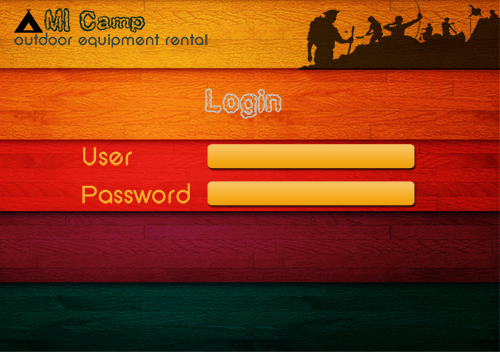 MI Camp
outdoor equipment rental
Login
User
Password